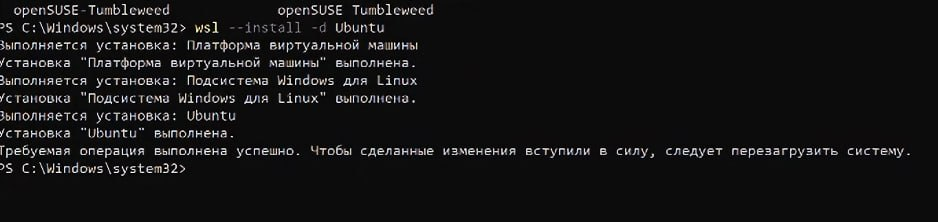 openSUSE-Tumbleweed openSUSE Tumbleweed
PS C:\Windows\system32> wsl --install -d Ubuntu
Выполняется установка: Платформа виртуальной машины
Установка "Платформа виртуальной машины" выполнена.
Выполняется установка: Подсистема Windows для Linux
Установка "Подсистема Windows для Linux" выполнена.
Выполняется установка: Ubuntu
Установка "Ubuntu" выполнена.
Требуемая операция выполнена успешно. Чтобы сделанные изменения вступили в силу, следует перезагрузить систему.
PS C:\Windows\system32>